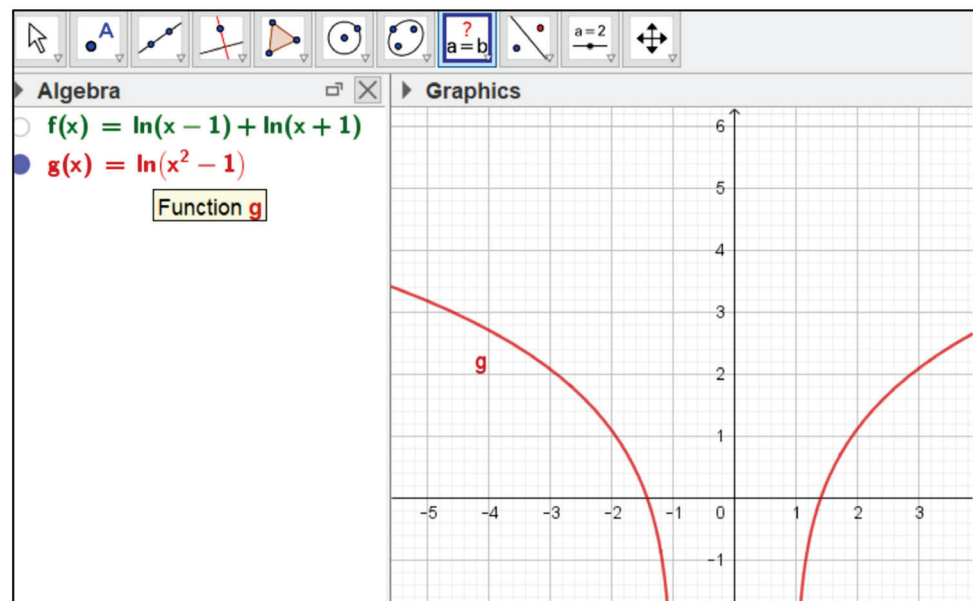 A
?
a = b
a = 2
Algebra
Graphics
f(x) = ln(x − 1) + ln(x + 1)
g(x) = ln(x² − 1)
Function g
6
5
4
3
g
2
1
-5 -4 -3 -2 -1 0 1 2 3
-1